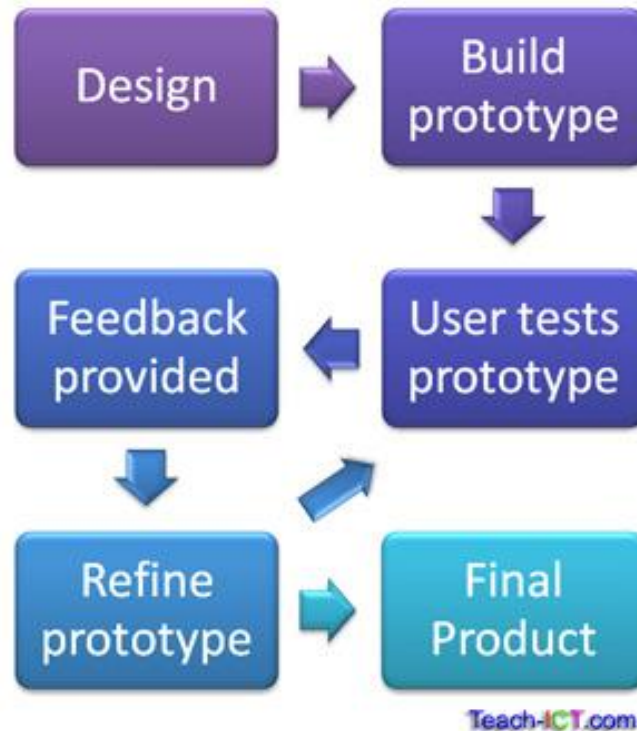 Design
Build
prototype
User tests
prototype
Feedback
provided
Refine
prototype
Final
Product
Teach-ICT.com